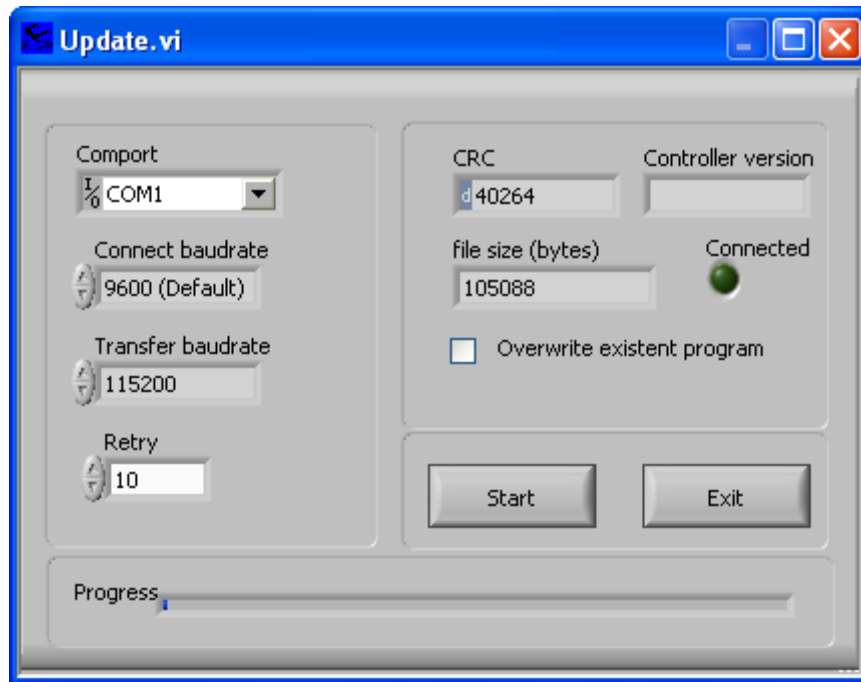 Update.vi
Comport
I/O COM1
Connect baudrate
9600 (Default)
Transfer baudrate
115200
Retry
10
CRC
Controller version
d 40264
file size (bytes)
Connected
105088
Overwrite existent program
Start
Exit
Progress